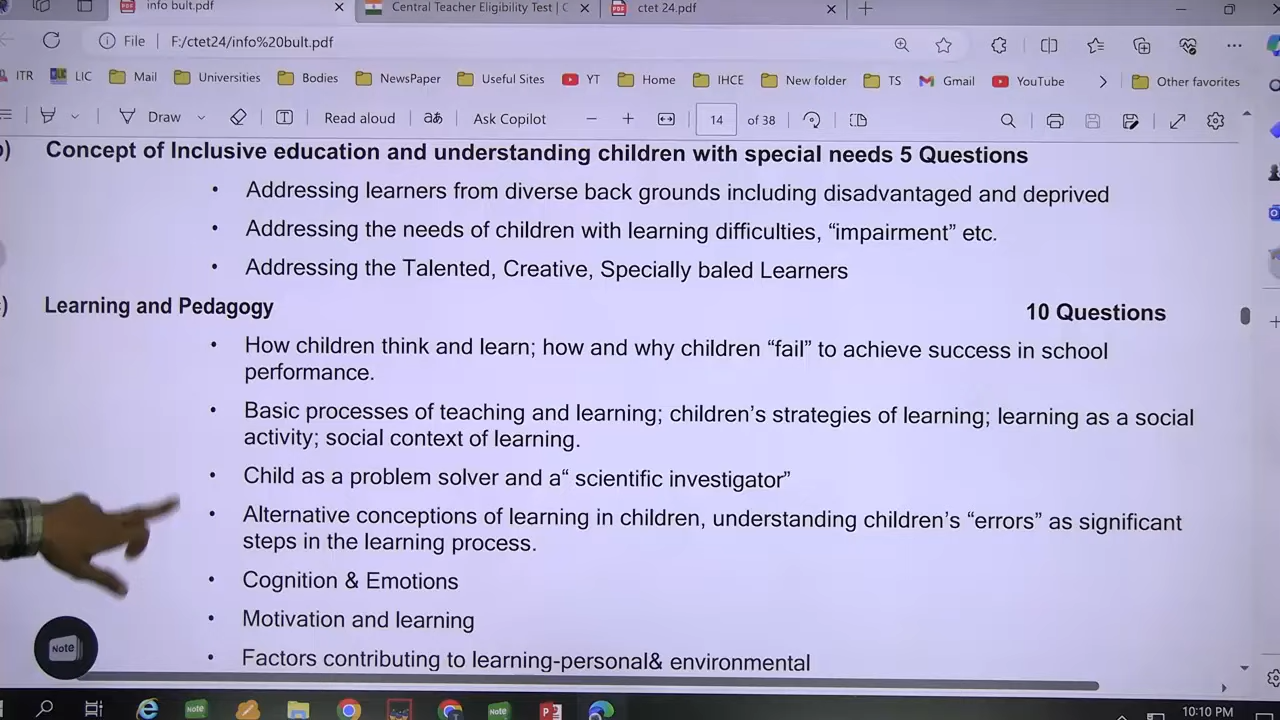 info bult.pdf
Central Teacher Eligibility Test | C
ctet 24.pdf
File F:/ctet24/info%20bult.pdf
ITR LIC Mail Universities Bodies NewsPaper Useful Sites YT Home IHCE New folder TS Gmail YouTube Other favorites
Draw Read aloud Ask Copilot 14 of 38
Concept of Inclusive education and understanding children with special needs 5 Questions
• Addressing learners from diverse back grounds including disadvantaged and deprived
• Addressing the needs of children with learning difficulties, “impairment” etc.
• Addressing the Talented, Creative, Specially baled Learners
Learning and Pedagogy 10 Questions
• How children think and learn; how and why children “fail” to achieve success in school
performance.
• Basic processes of teaching and learning; children’s strategies of learning; learning as a social
activity; social context of learning.
• Child as a problem solver and a“ scientific investigator”
• Alternative conceptions of learning in children, understanding children’s “errors” as significant
steps in the learning process.
• Cognition & Emotions
• Motivation and learning
• Factors contributing to learning-personal& environmental
Note
Note Note
10:10 PM